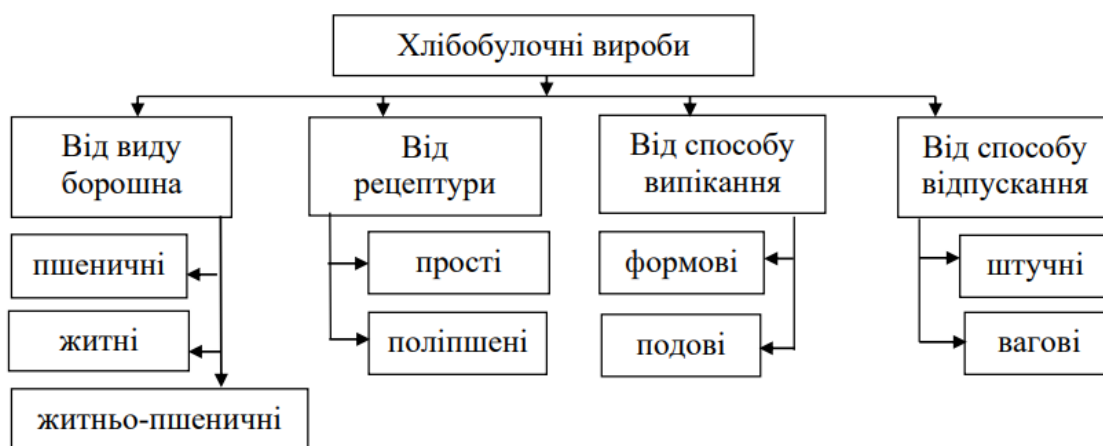 Хлібобулочні вироби
Від виду
борошна
пшеничні
житні
житньо-пшеничні
Від
рецептури
прості
поліпшені
Від способу
випікання
формові
подові
Від способу
відпускання
штучні
вагові